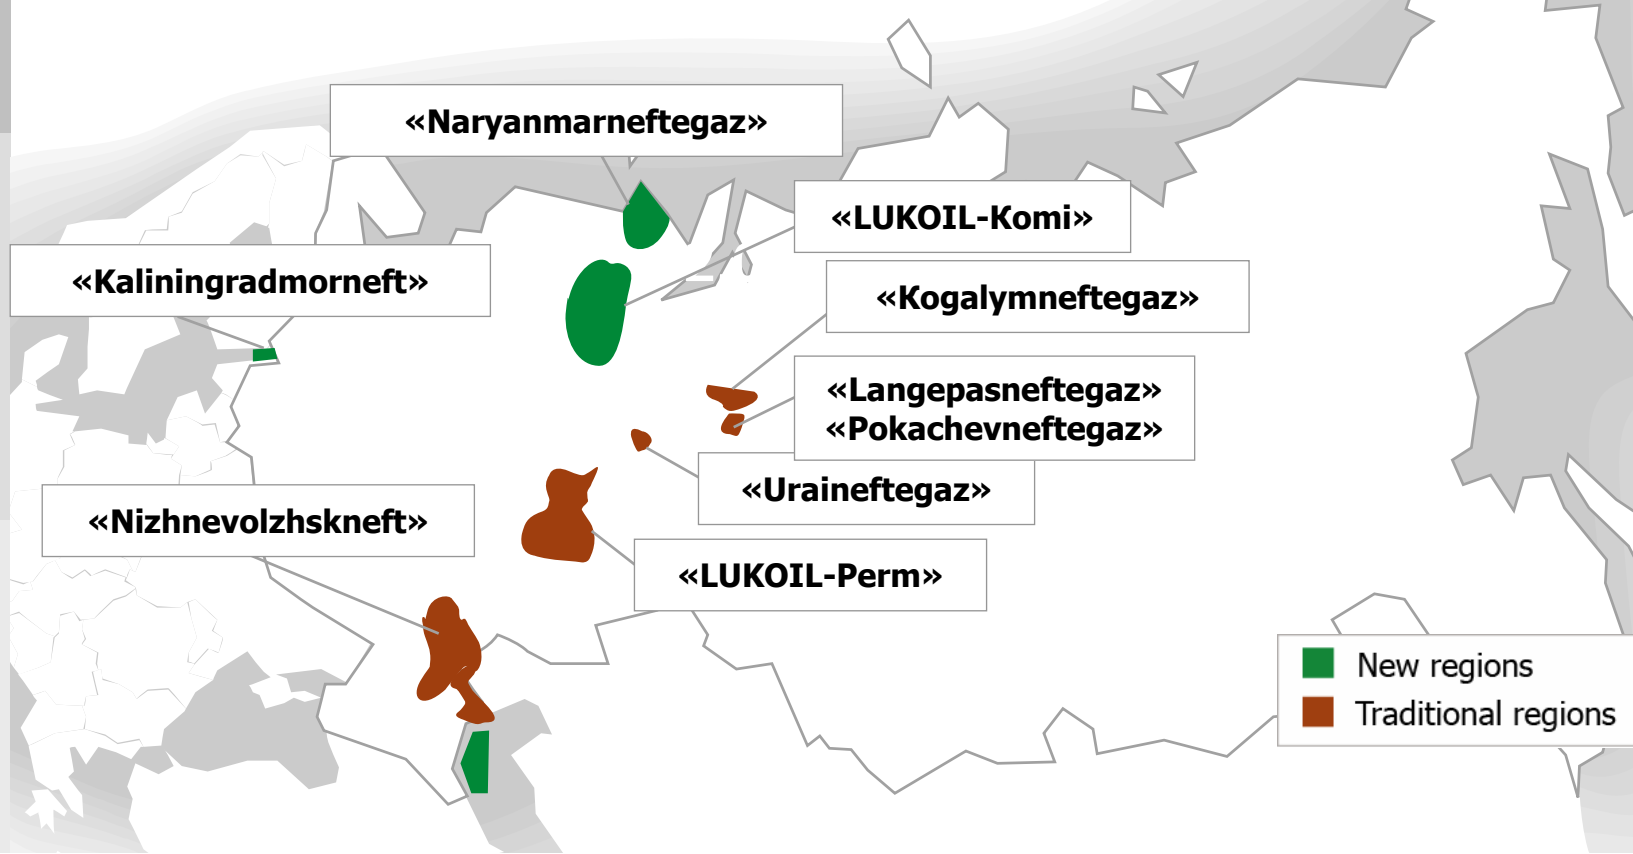 «Naryanmarneftegaz»
«LUKOIL-Komi»
«Kaliningradmorneft»
«Kogalymneftegaz»
«Langepasneftegaz»
«Pokachevneftegaz»
«Uraineftegaz»
«Nizhnevolzhskneft»
«LUKOIL-Perm»
New regions
Traditional regions